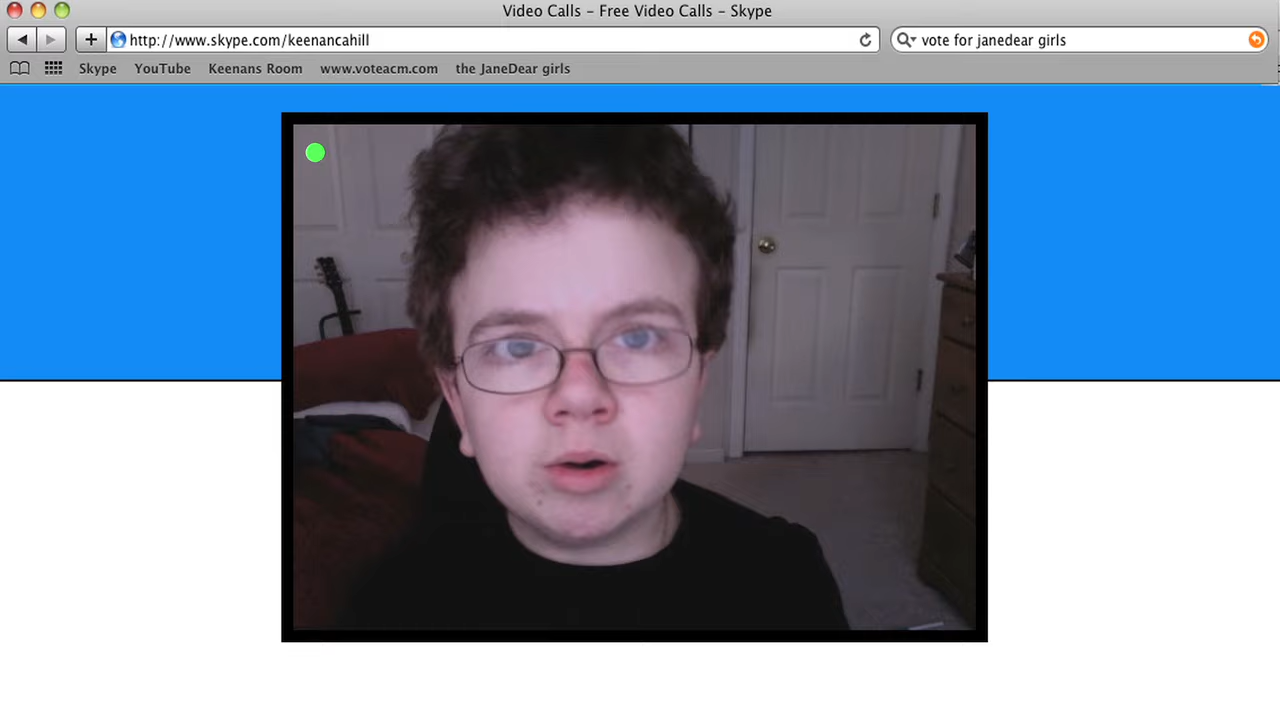 Video Calls – Free Video Calls – Skype
http://www.skype.com/keenancahill
vote for janedear girls
Skype YouTube Keenans Room www.voteacm.com the JaneDear girls